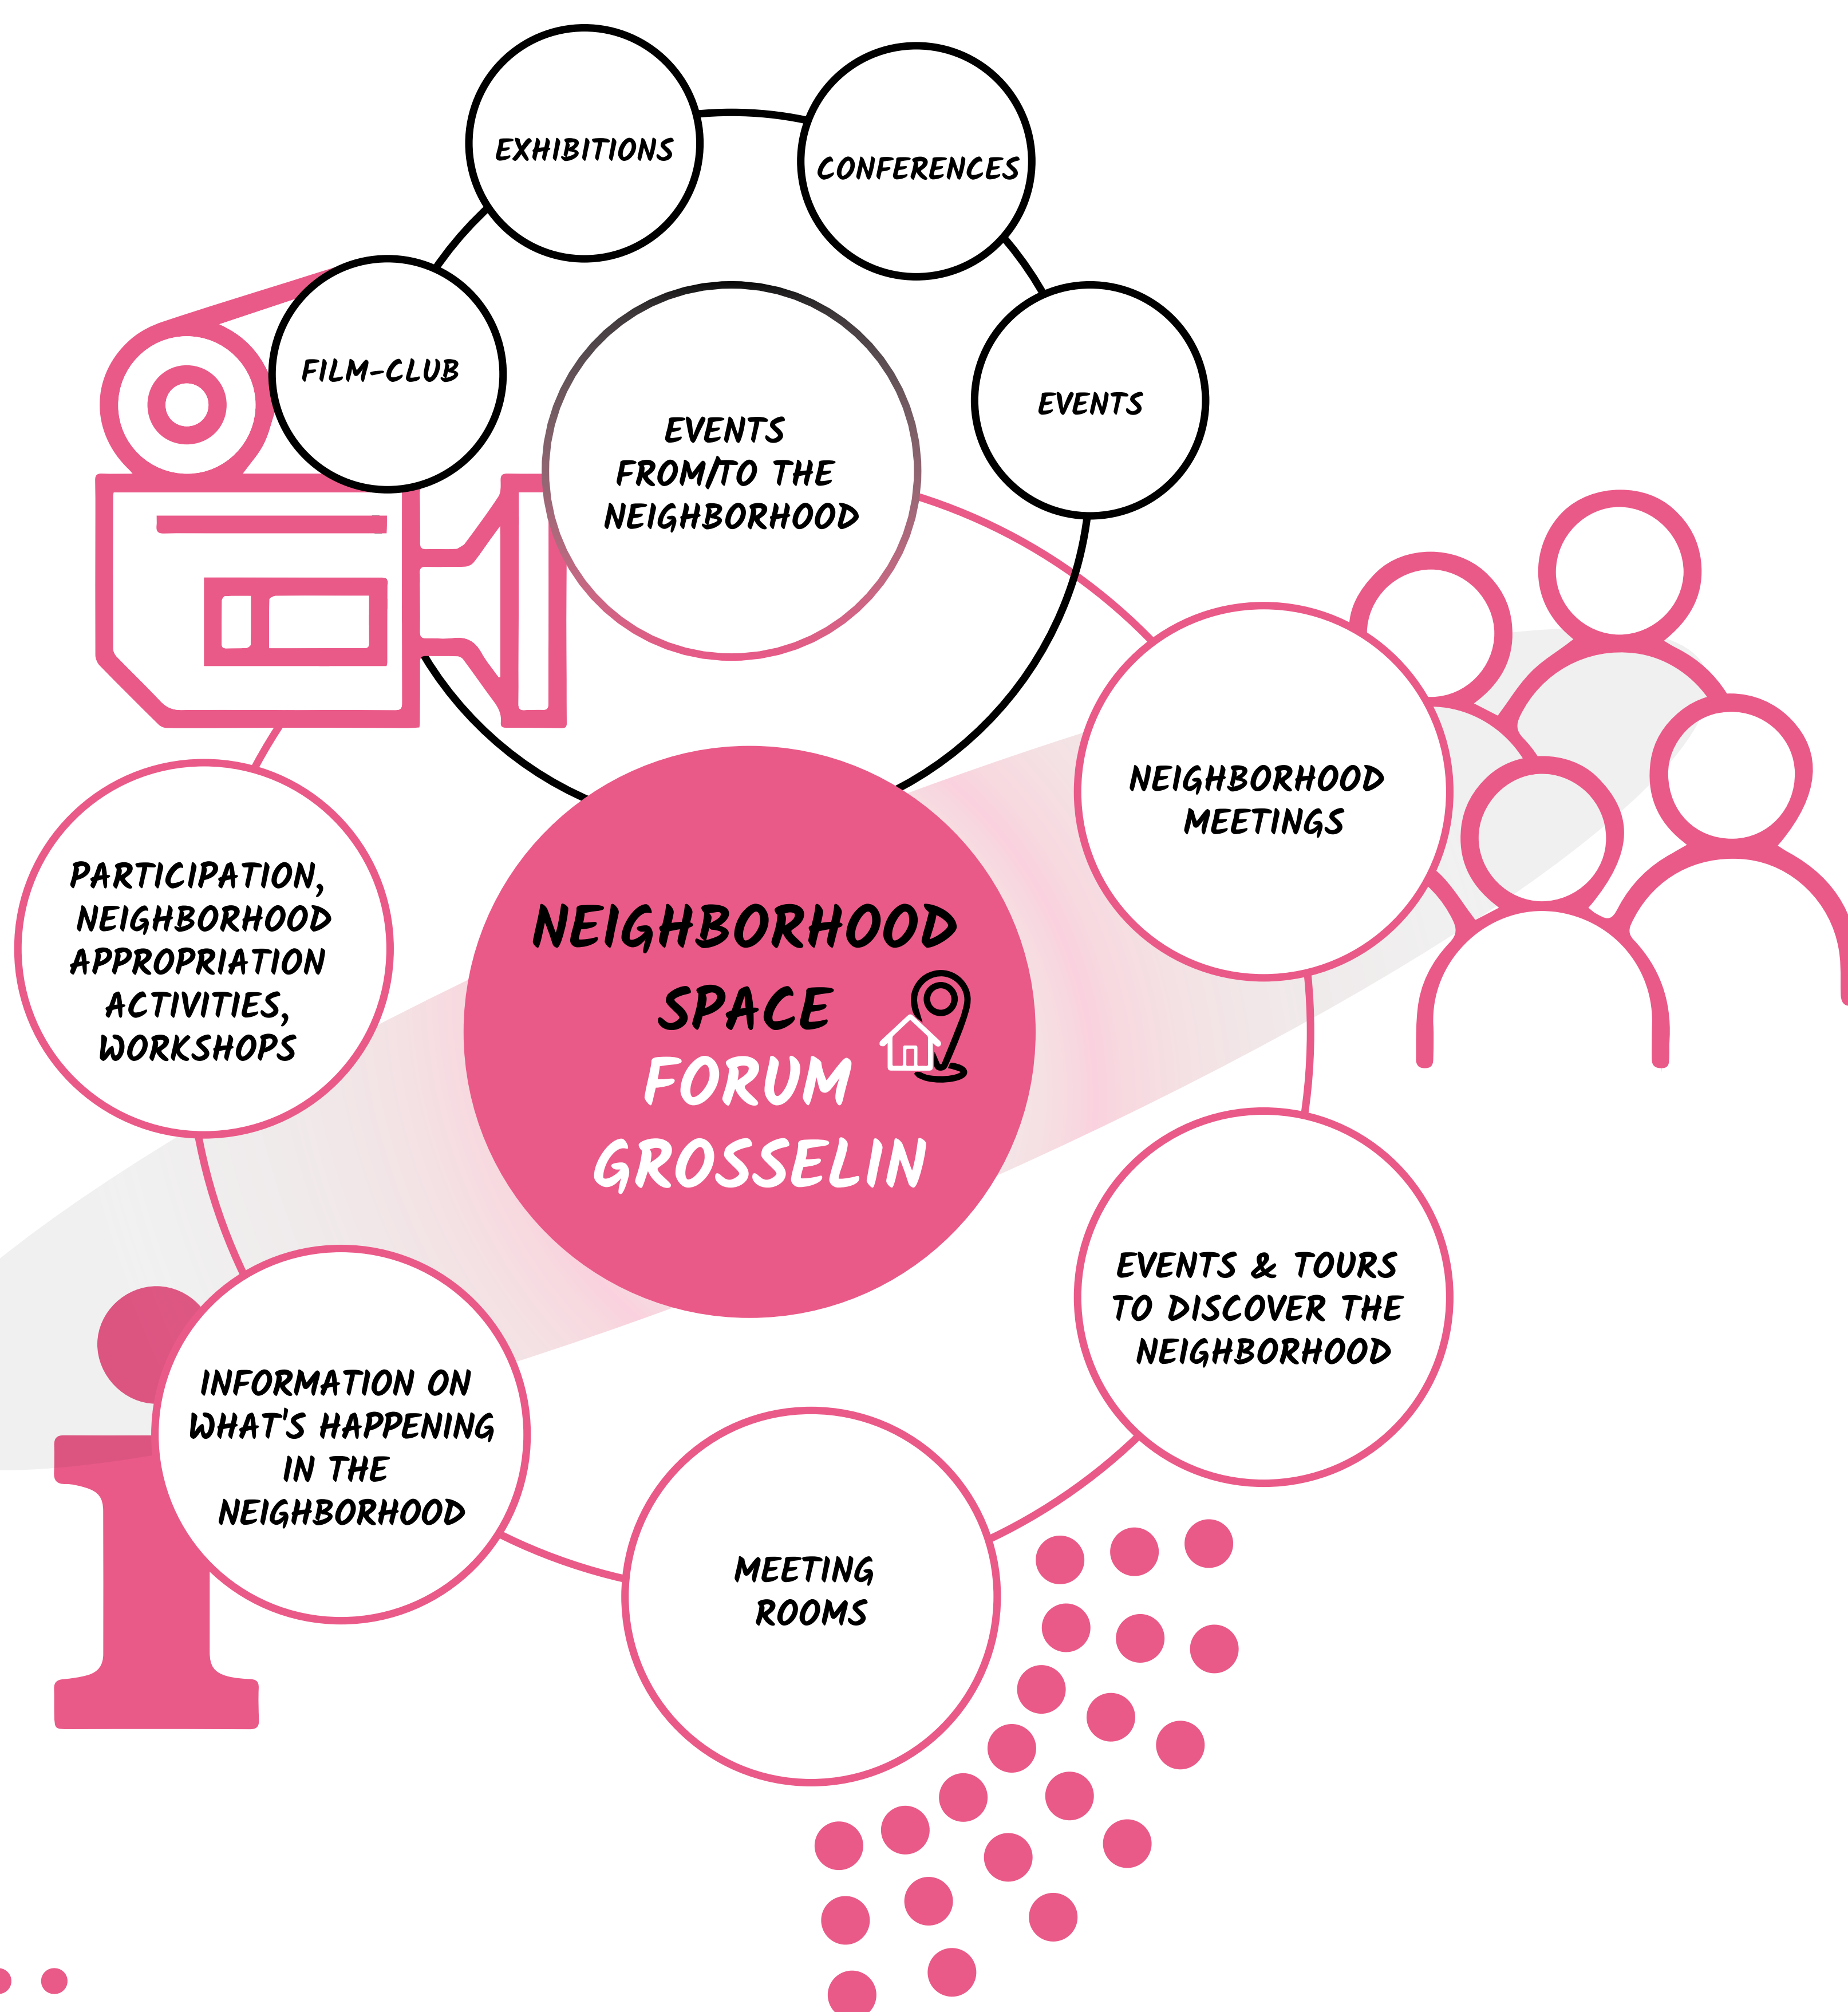 EXHIBITIONS
CONFERENCES
FILM-CLUB
EVENTS
EVENTS
FROM/TO THE
NEIGHBORHOOD
NEIGHBORHOOD
MEETINGS
PARTICIPATION,
NEIGHBORHOOD
APPROPRIATION
ACTIVITIES,
WORKSHOPS
NEIGHBORHOOD
SPACE
FORUM
GROSSELIN
EVENTS & TOURS
TO DISCOVER THE
NEIGHBORHOOD
INFORMATION ON
WHAT'S HAPPENING
IN THE
NEIGHBORHOOD
MEETING
ROOMS